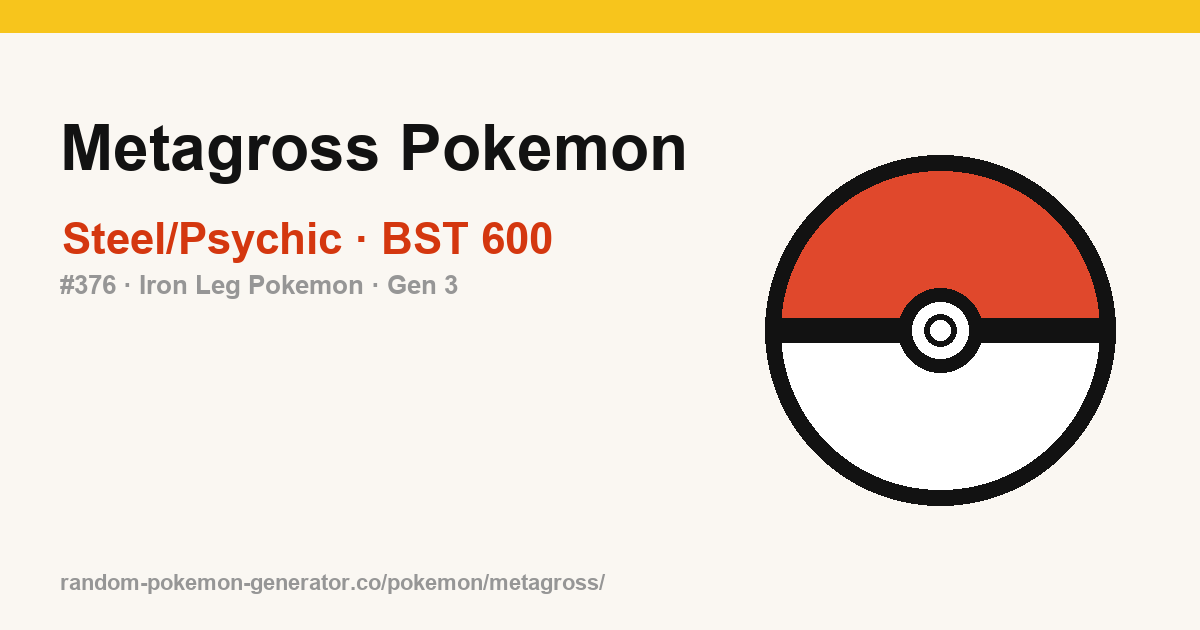 Metagross Pokemon
Steel/Psychic · BST 600
#376 · Iron Leg Pokemon · Gen 3
random-pokemon-generator.co/pokemon/metagross/